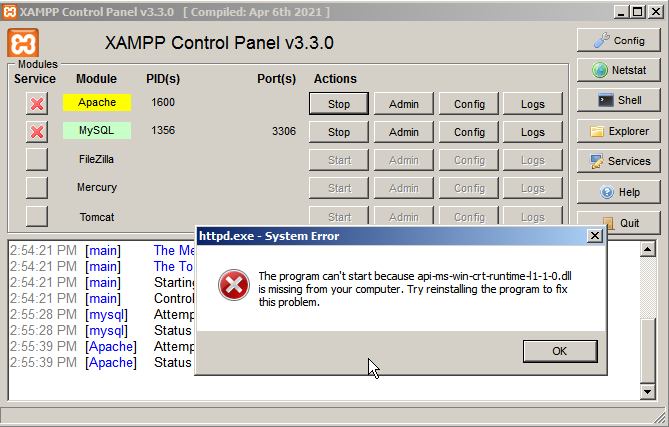 XAMPP Control Panel v3.3.0 [ Compiled: Apr 6th 2021 ]
XAMPP Control Panel v3.3.0
Config
Modules
Service Module PID(s) Port(s) Actions
Netstat
Apache 1600 Stop Admin Config Logs
Shell
MySQL 1356 3306 Stop Admin Config Logs
Explorer
FileZilla Start Admin Config Logs
Services
Mercury Start Admin Config Logs
Help
Tomcat Start Admin Config Logs
Quit
httpd.exe - System Error
The program can't start because api-ms-win-crt-runtime-l1-1-0.dll
is missing from your computer. Try reinstalling the program to fix
this problem.
OK
2:54:21 PM [main] The Me
2:54:21 PM [main] The To
2:54:21 PM [main] Starting
2:54:21 PM [main] Control
2:55:28 PM [mysql] Attemp
2:55:28 PM [mysql] Status
2:55:39 PM [Apache] Attemp
2:55:39 PM [Apache] Status